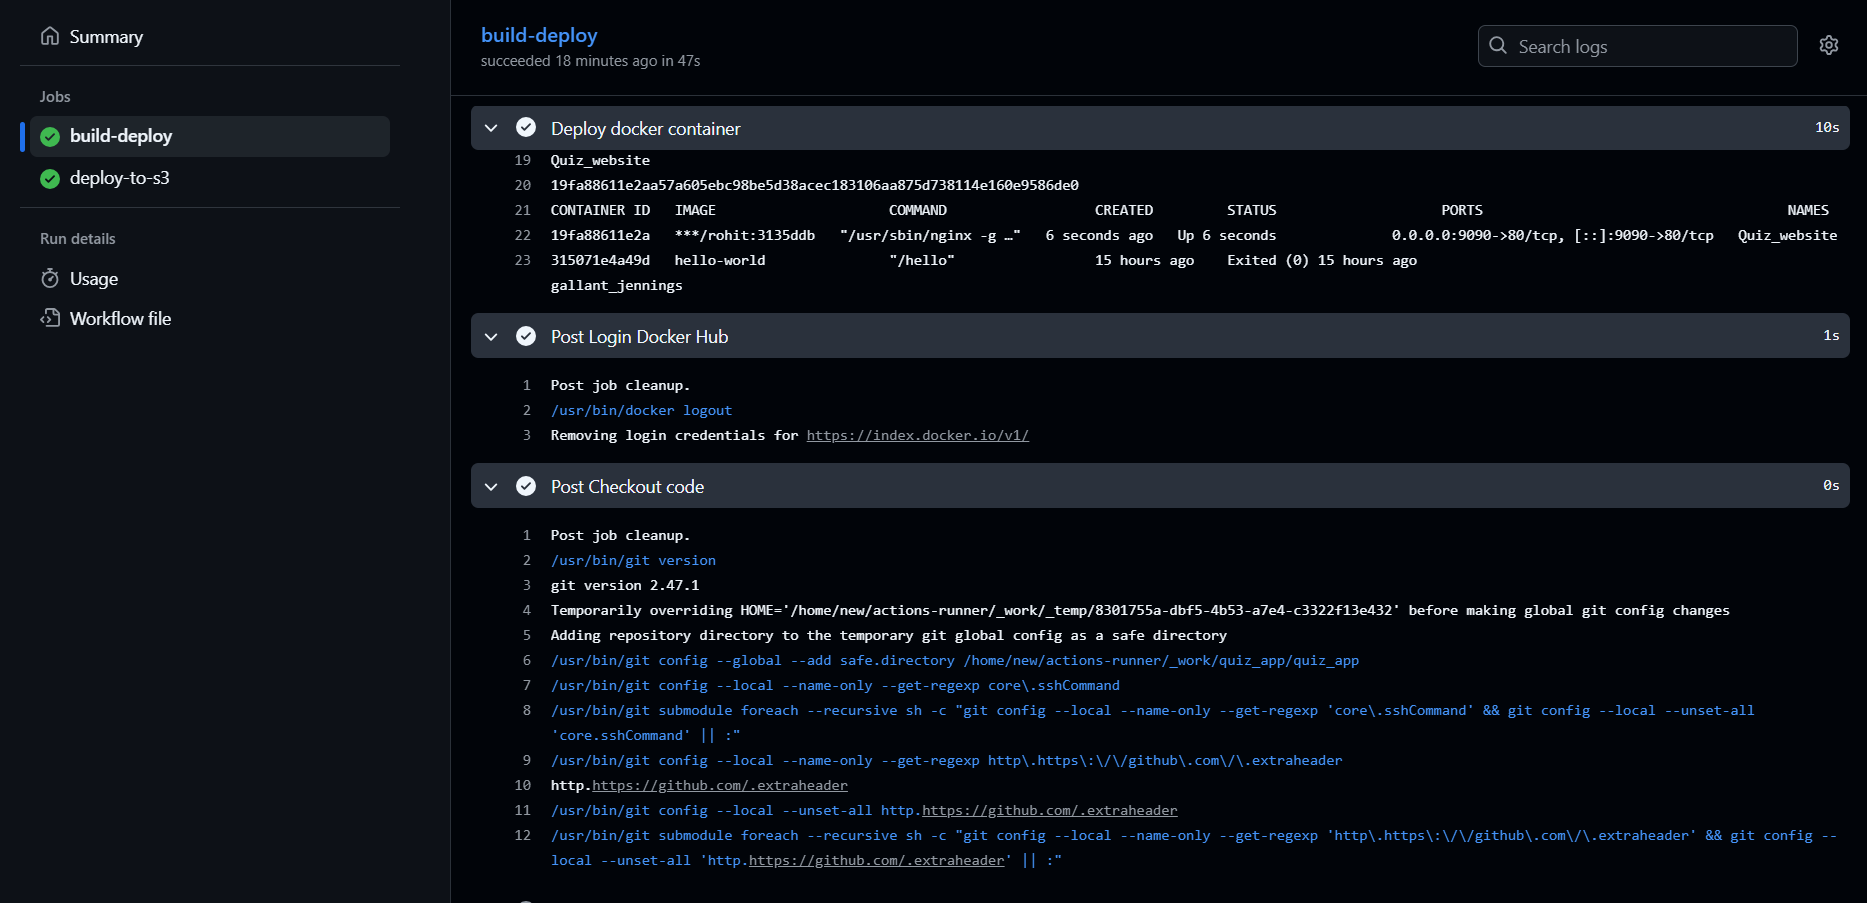 Summary
Jobs
build-deploy
deploy-to-s3
Run details
Usage
Workflow file
build-deploy
succeeded 18 minutes ago in 47s
Search logs
Deploy docker container 10s
19 Quiz_website
20 19fa88611e2aa57a605ebc98be5d38acec183106aa875d738114e160e9586de0
21 CONTAINER ID IMAGE COMMAND CREATED STATUS PORTS NAMES
22 19fa88611e2a ***/rohit:3135ddb "/usr/sbin/nginx -g …" 6 seconds ago Up 6 seconds 0.0.0.0:9090->80/tcp, [::]:9090->80/tcp Quiz_website
23 315071e4a49d hello-world "/hello" 15 hours ago Exited (0) 15 hours ago
gallant_jennings
Post Login Docker Hub 1s
1 Post job cleanup.
2 /usr/bin/docker logout
3 Removing login credentials for https://index.docker.io/v1/
Post Checkout code 0s
1 Post job cleanup.
2 /usr/bin/git version
3 git version 2.47.1
4 Temporarily overriding HOME='/home/new/actions-runner/_work/_temp/8301755a-dbf5-4b53-a7e4-c3322f13e432' before making global git config changes
5 Adding repository directory to the temporary git global config as a safe directory
6 /usr/bin/git config --global --add safe.directory /home/new/actions-runner/_work/quiz_app/quiz_app
7 /usr/bin/git config --local --name-only --get-regexp core\.sshCommand
8 /usr/bin/git submodule foreach --recursive sh -c "git config --local --name-only --get-regexp 'core\.sshCommand' && git config --local --unset-all
'core.sshCommand' || :"
9 /usr/bin/git config --local --name-only --get-regexp http\.https\:\/\/github\.com\/\.extraheader
10 http.https://github.com/.extraheader
11 /usr/bin/git config --local --unset-all http.https://github.com/.extraheader
12 /usr/bin/git submodule foreach --recursive sh -c "git config --local --name-only --get-regexp 'http\.https\:\/\/github\.com\/\.extraheader' && git config --
local --unset-all 'http.https://github.com/.extraheader' || :"